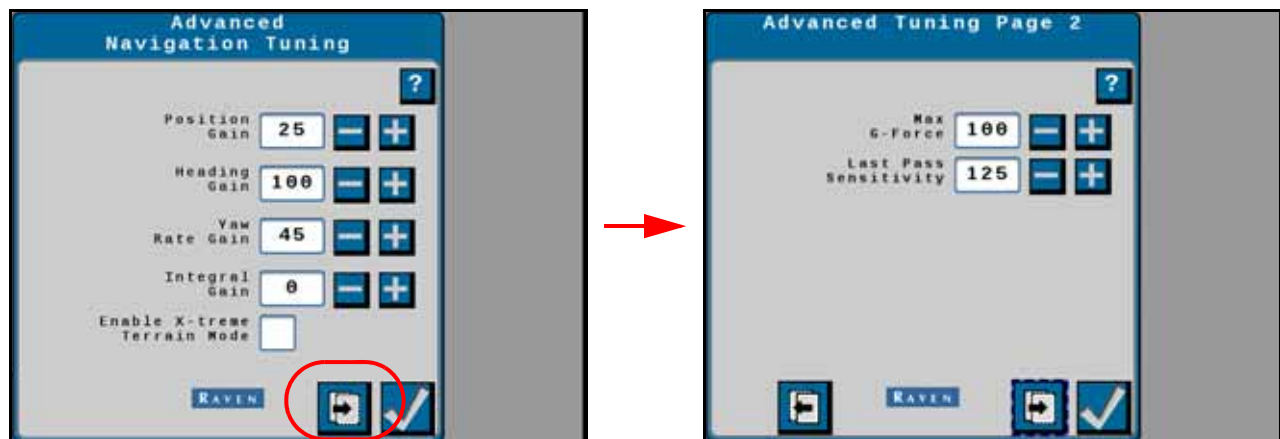 Advanced
Navigation Tuning
?
Position
Gain
25
Heading
Gain
100
Yaw
Rate Gain
45
Integral
Gain
0
Enable X-treme
Terrain Mode
RAVEN
Advanced Tuning Page 2
?
Max
G-Force
100
Last Pass
Sensitivity
125
RAVEN